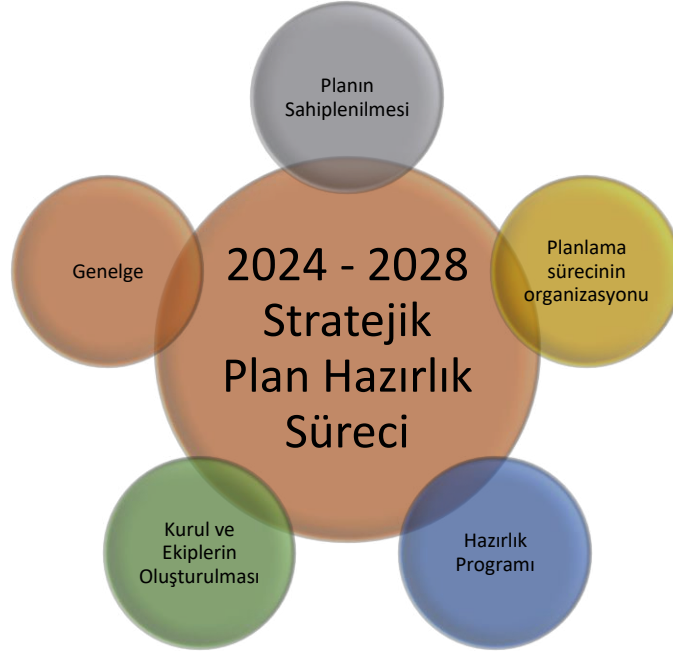 Planın
Sahiplenilmesi
Planlama
sürecinin
organizasyonu
Hazırlık
Programı
Kurul ve
Ekiplerin
Oluşturulması
Genelge
2024 - 2028
Stratejik
Plan Hazırlık
Süreci